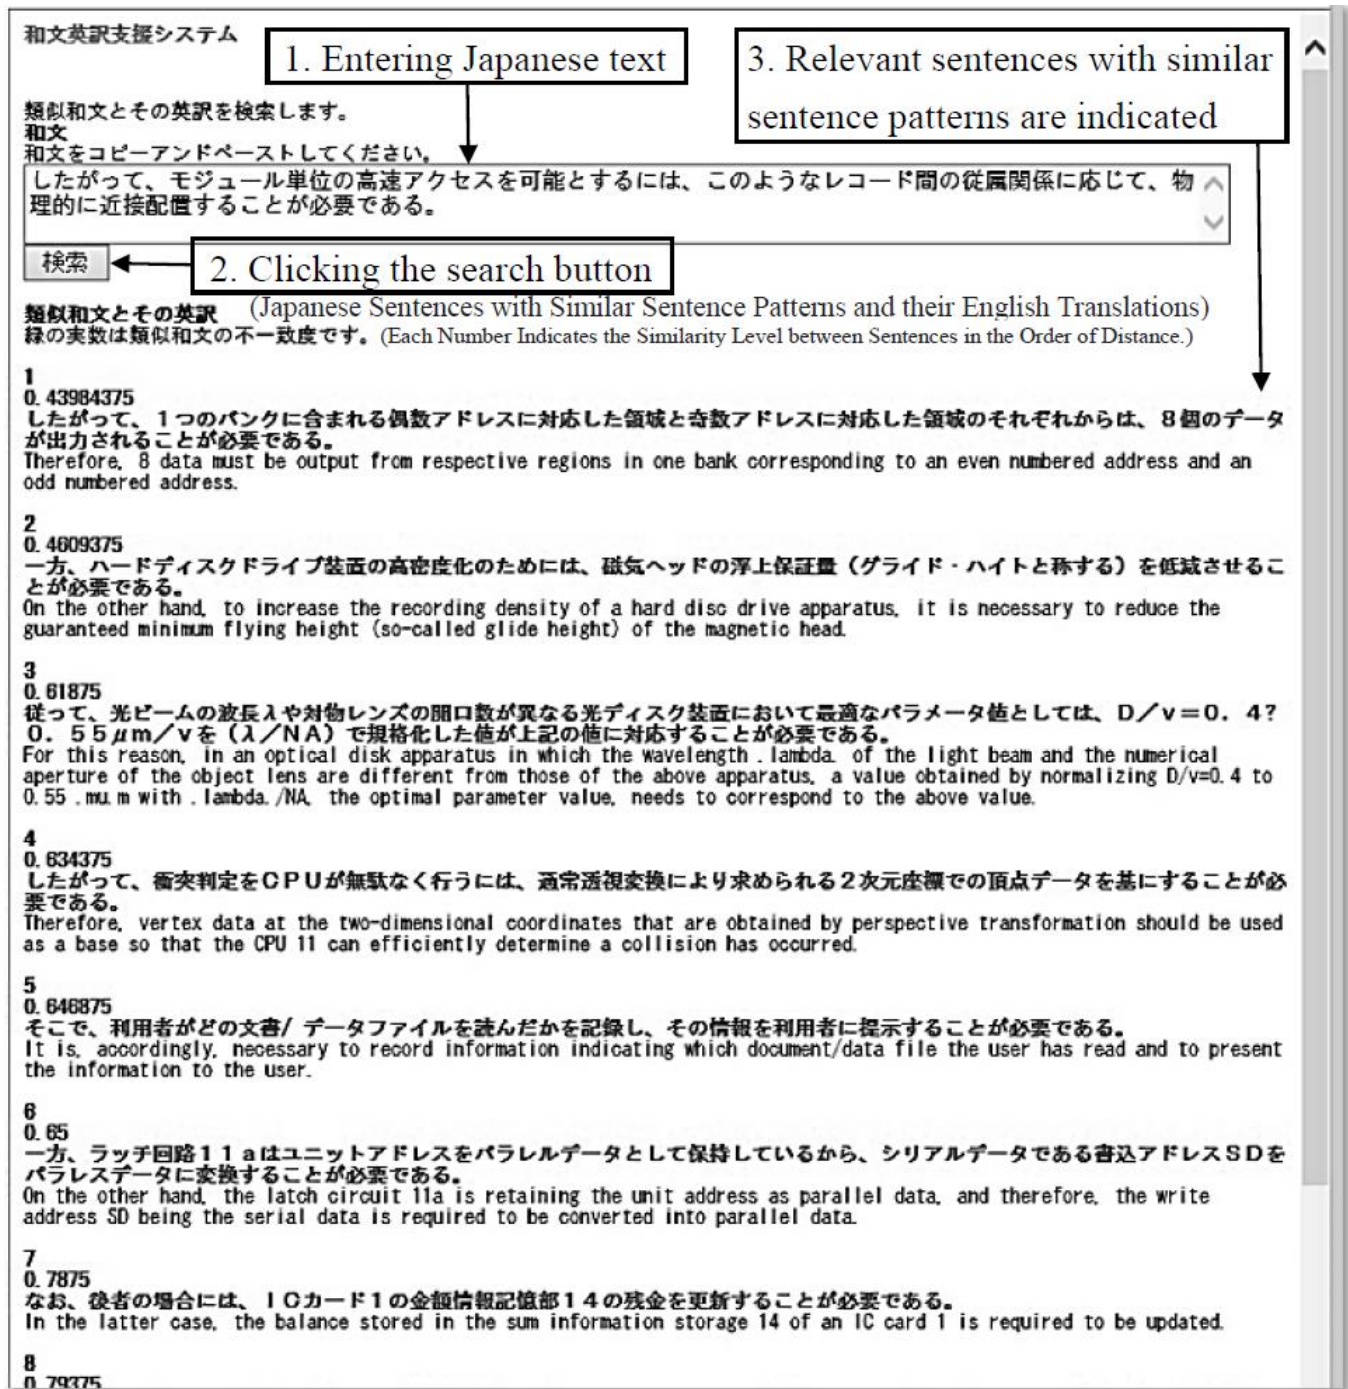 和文英訳支援システム
1. Entering Japanese text
3. Relevant sentences with similar
sentence patterns are indicated
類似和文とその英訳を検索します。
和文
和文をコピーアンドペーストしてください。
したがって、モジュール単位の高速アクセスを可能とするには、このようなレコード間の従属関係に応じて、物
理的に近接配置することが必要である。
検索
2. Clicking the search button
類似和文とその英訳 (Japanese Sentences with Similar Sentence Patterns and their English Translations)
緑の実数は類似和文の不一致度です。(Each Number Indicates the Similarity Level between Sentences in the Order of Distance.)
1
0.43984375
したがって、1つのバンクに含まれる偶数アドレスに対応した領域と奇数アドレスに対応した領域のそれぞれからは、8個のデータ
が出力されることが必要である。
Therefore, 8 data must be output from respective regions in one bank corresponding to an even numbered address and an
odd numbered address.
2
0.4609375
一方、ハードディスクドライブ装置の高密度化のためには、磁気ヘッドの浮上保証量(グライド・ハイトと称する)を低減させるこ
とが必要である。
On the other hand, to increase the recording density of a hard disc drive apparatus, it is necessary to reduce the
guaranteed minimum flying height (so-called glide height) of the magnetic head.
3
0.61875
従って、光ビームの波長λや対物レンズの開口数が異なる光ディスク装置において最適なパラメータ値としては、D/v=0.4?
0.55μm/vを(λ/NA)で規格化した値が上記の値に対応することが必要である。
For this reason, in an optical disk apparatus in which the wavelength .lambda. of the light beam and the numerical
aperture of the object lens are different from those of the above apparatus, a value obtained by normalizing D/v=0.4 to
0.55 .mu.m with .lambda./NA, the optimal parameter value, needs to correspond to the above value.
4
0.634375
したがって、衝突判定をCPUが無駄なく行うには、通常透視変換により求められる2次元座標での頂点データを基にすることが必
要である。
Therefore, vertex data at the two-dimensional coordinates that are obtained by perspective transformation should be used
as a base so that the CPU 11 can efficiently determine a collision has occurred.
5
0.646875
そこで、利用者がどの文書/ データファイルを読んだかを記録し、その情報を利用者に提示することが必要である。
It is, accordingly, necessary to record information indicating which document/data file the user has read and to present
the information to the user.
6
0.65
一方、ラッチ回路11aはユニットアドレスをパラレルデータとして保持しているから、シリアルデータである書込アドレスSDを
パラレスデータに変換することが必要である。
On the other hand, the latch circuit 11a is retaining the unit address as parallel data, and therefore, the write
address SD being the serial data is required to be converted into parallel data.
7
0.7875
なお、後者の場合には、ICカード1の金額情報記憶部14の残金を更新することが必要である。
In the latter case, the balance stored in the sum information storage 14 of an IC card 1 is required to be updated.
8
0.79375